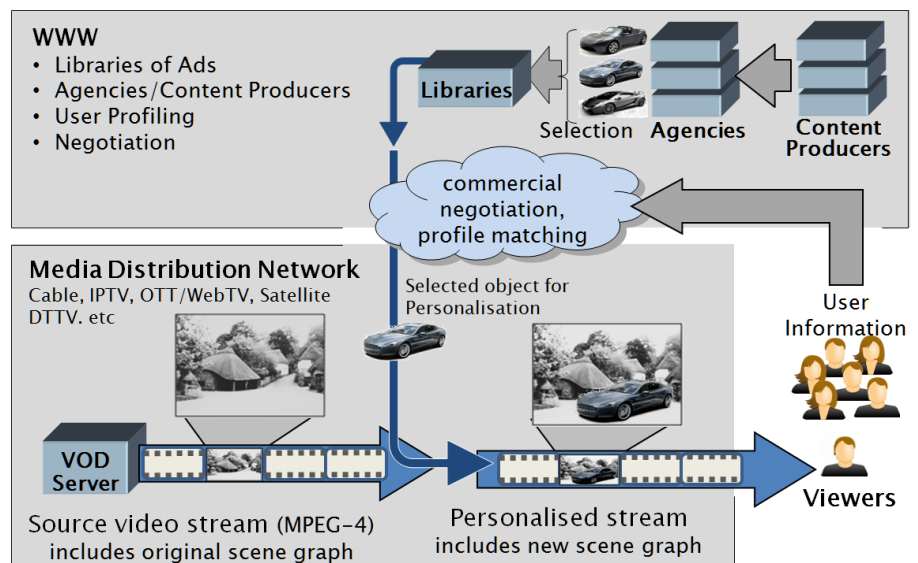 WWW
• Libraries of Ads
• Agencies/Content Producers
• User Profiling
• Negotiation
Libraries
Selection
Agencies
Content
Producers
commercial
negotiation,
profile matching
Media Distribution Network
Cable, IPTV, OTT/WebTV, Satellite
DTTV. etc
Selected object for
Personalisation
User
Information
VOD
Server
Viewers
Source video stream (MPEG-4)
includes original scene graph
Personalised stream
includes new scene graph